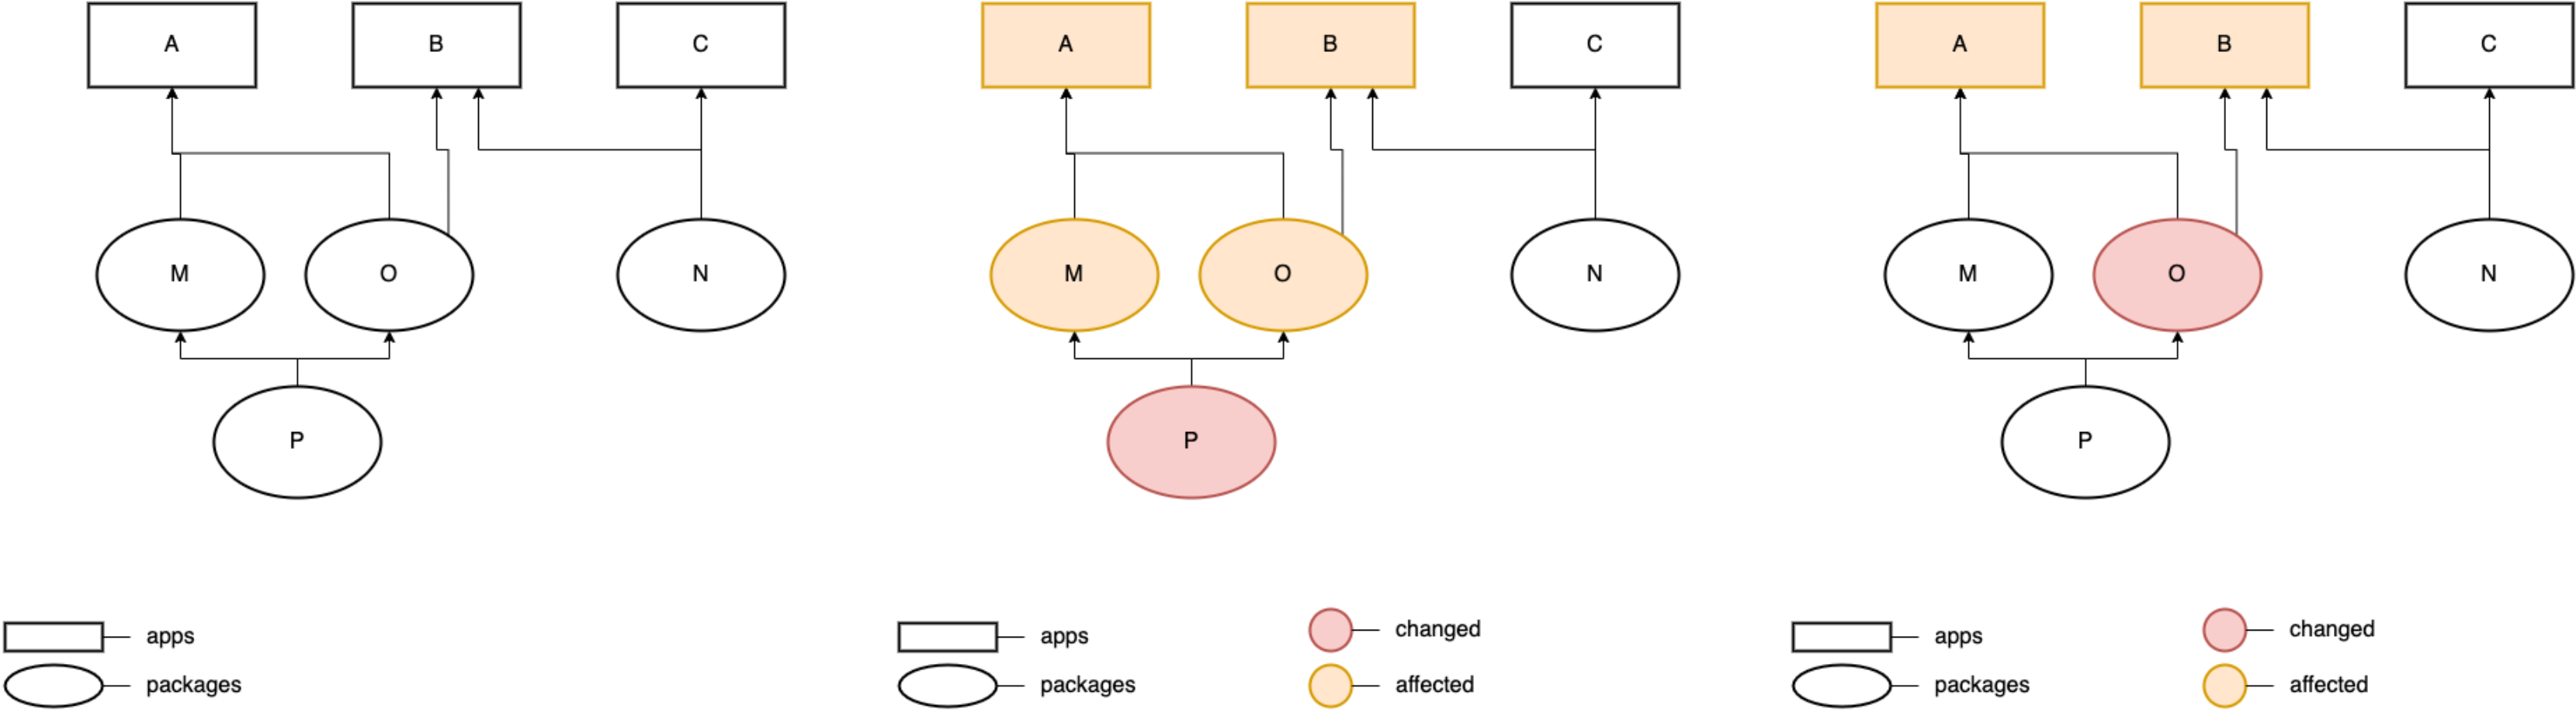 A
B
C
M
O
N
P
apps
packages
A
B
C
M
O
N
P
apps
packages
changed
affected
A
B
C
M
O
N
P
apps
packages
changed
affected